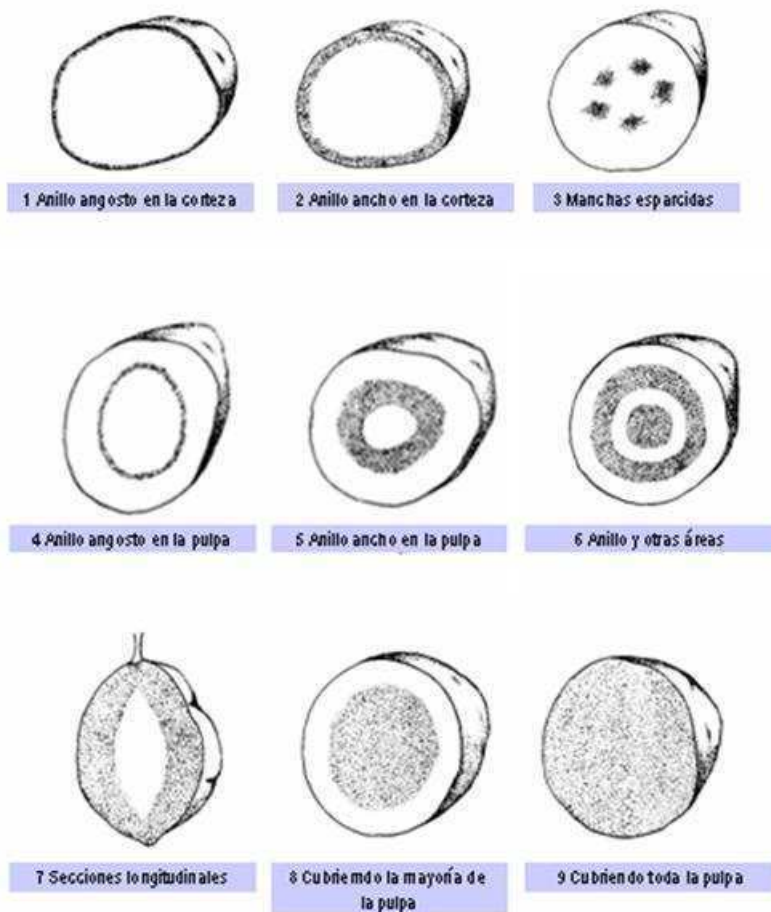 1 Anillo angosto en la corteza
2 Anillo ancho en la corteza
3 Manchas esparcidas
4 Anillo angosto en la pulpa
5 Anillo ancho en la pulpa
6 Anillo y otras áreas
7 Secciones longitudinales
8 Cubriemdo la mayoría de
la pulpa
9 Cubriendo toda la pulpa